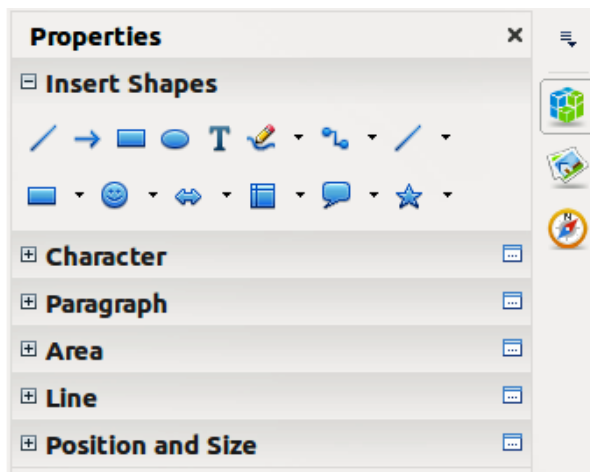 Properties
Insert Shapes
T
Character
Paragraph
Area
Line
Position and Size
N